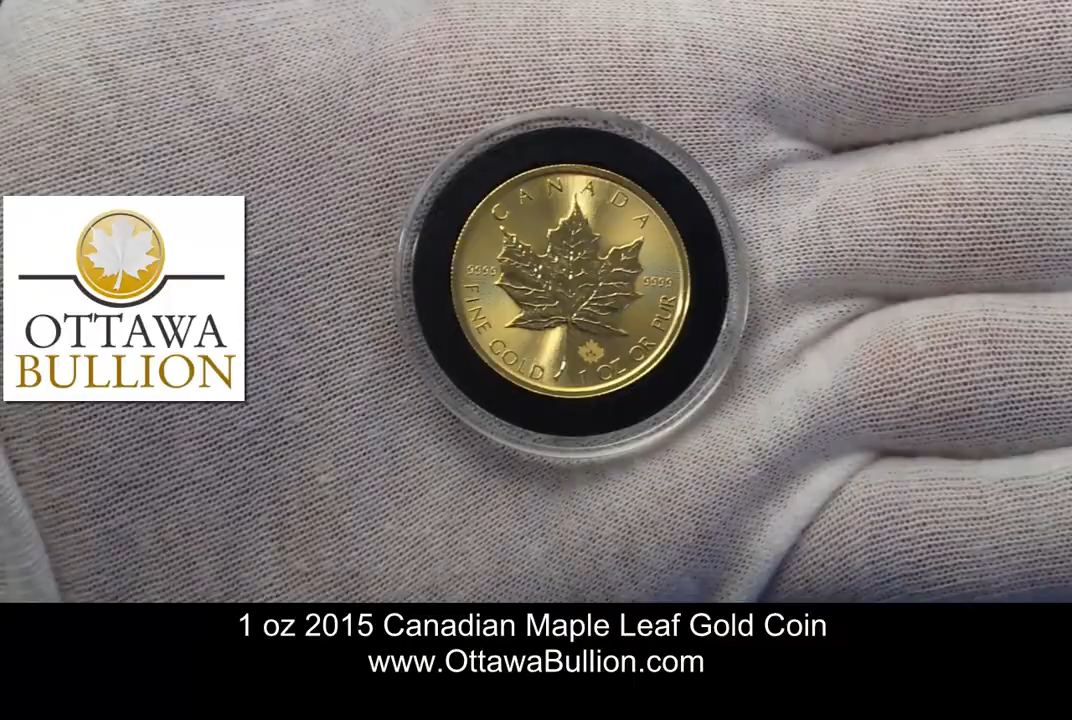 CANADA
9999
9999
FINE GOLD 1 OZ OR PUR
OTTAWA
BULLION
1 oz 2015 Canadian Maple Leaf Gold Coin
www.OttawaBullion.com